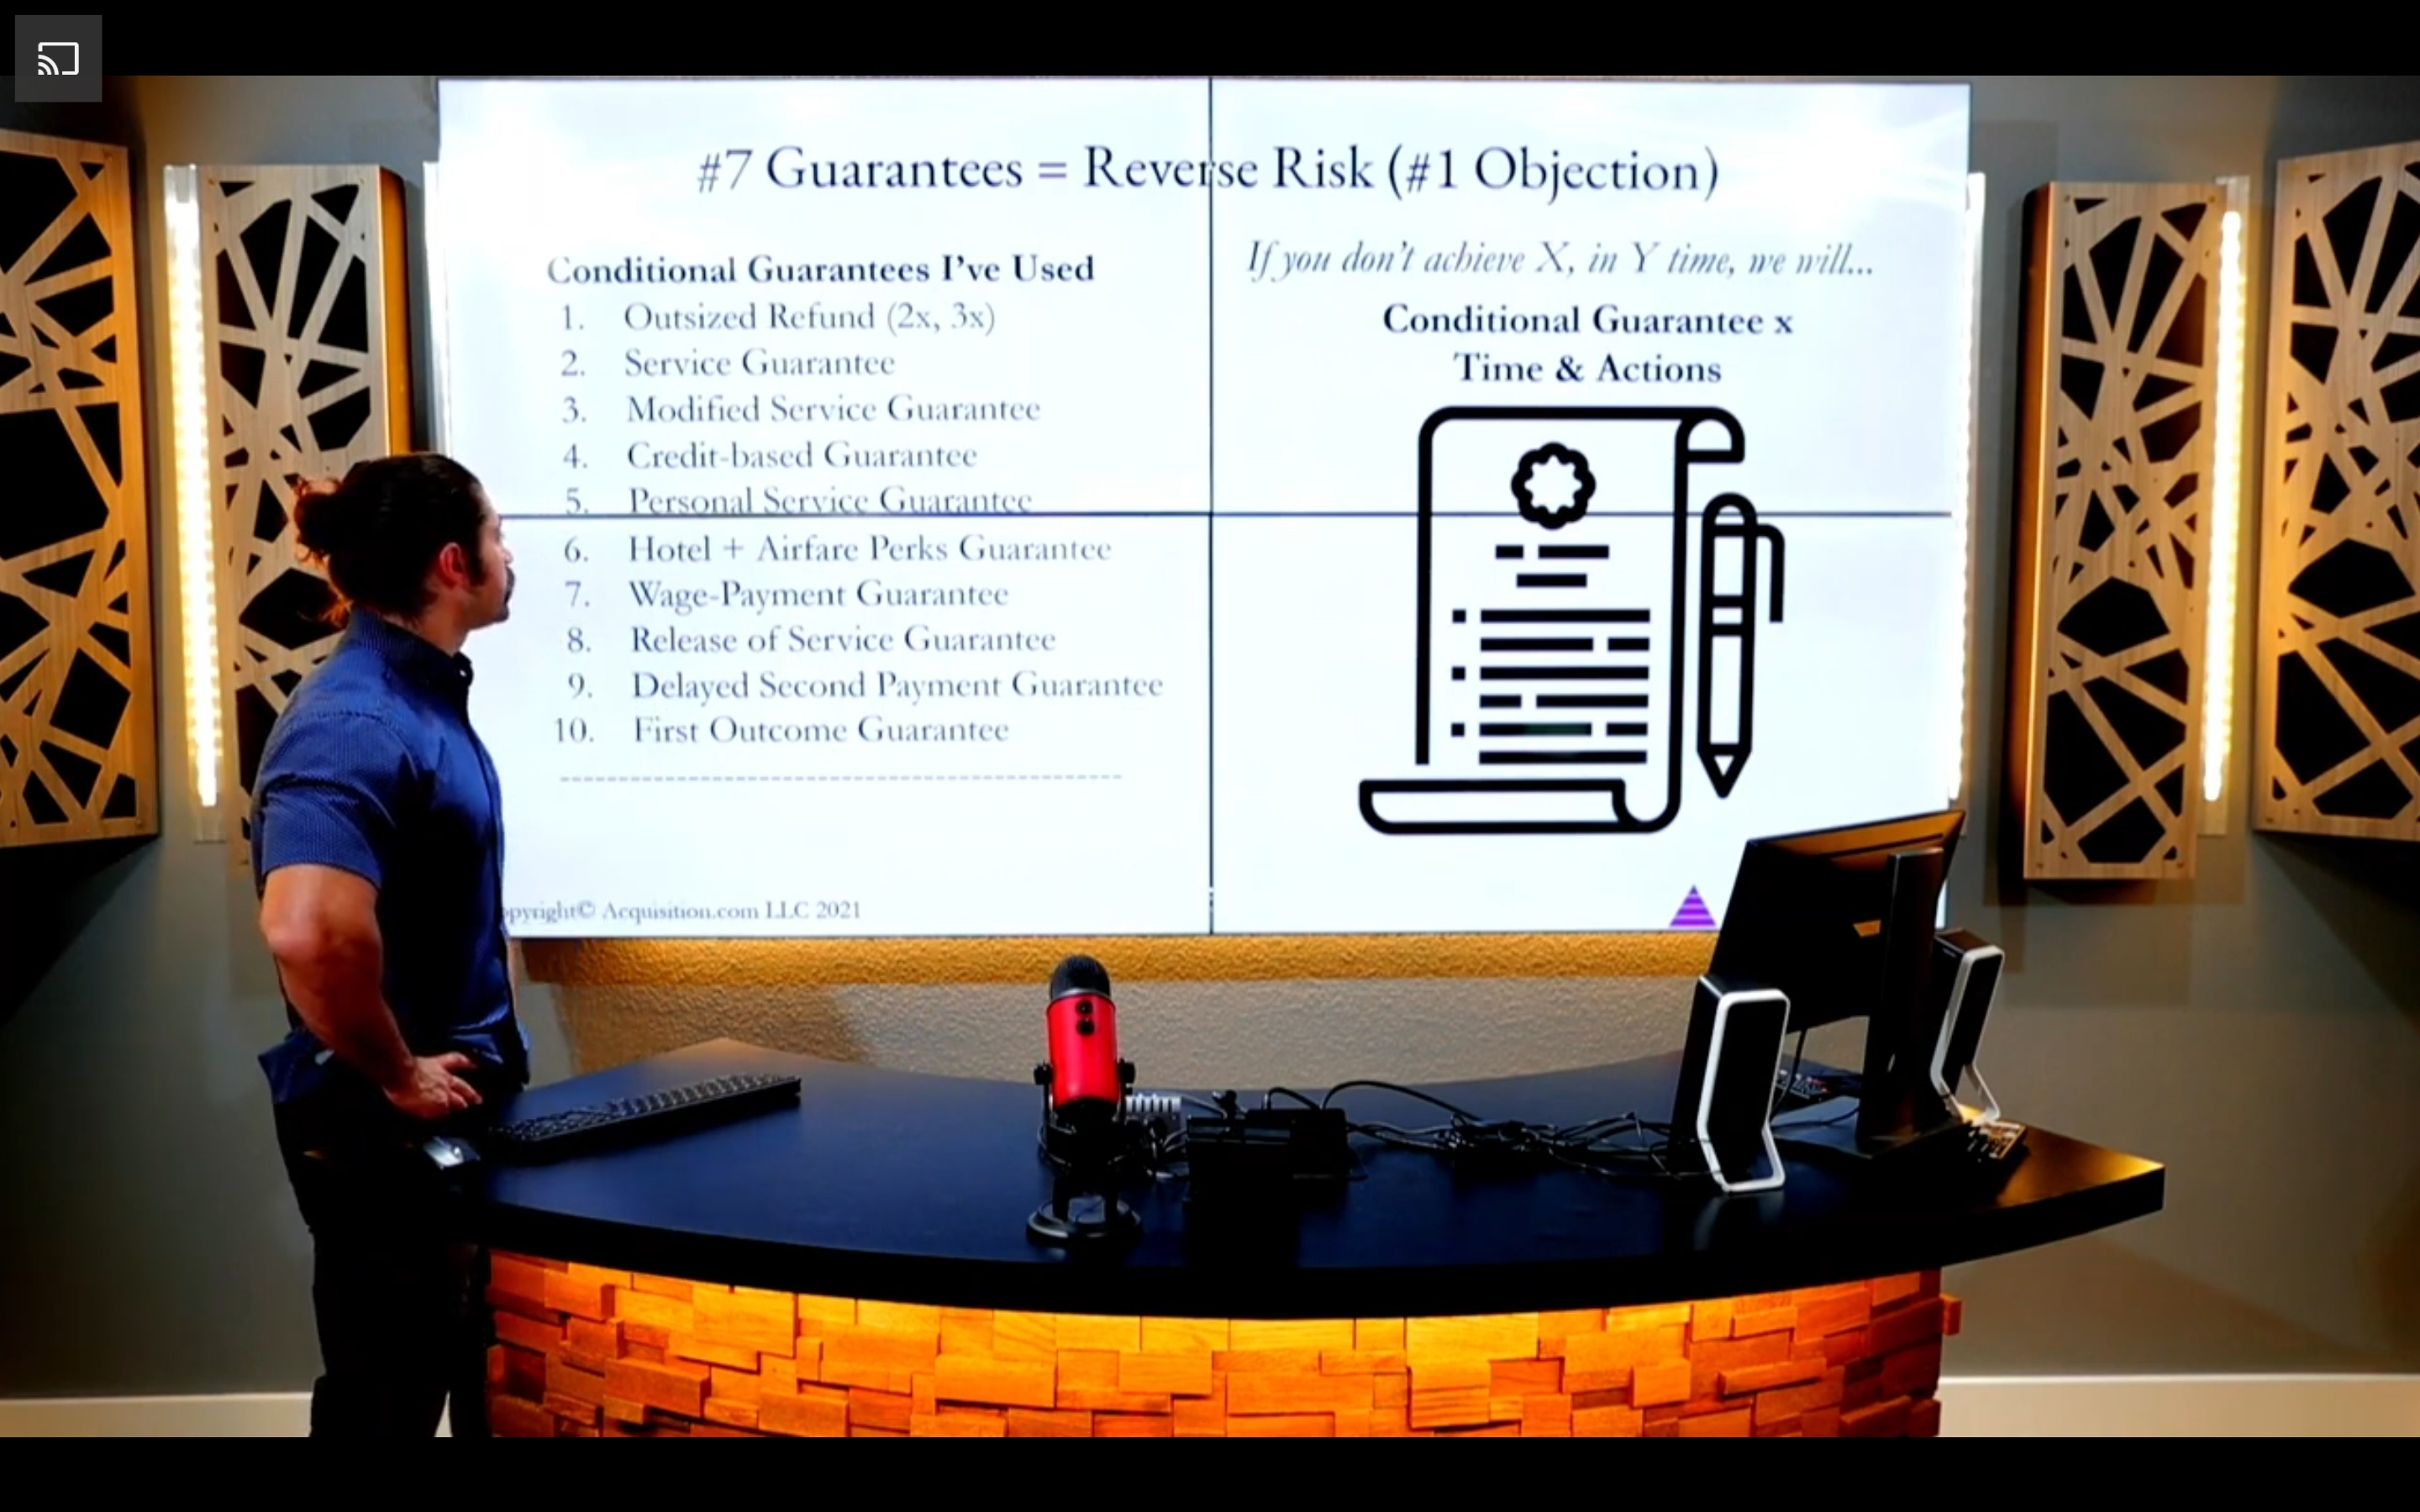 #7 Guarantees = Reverse Risk (#1 Objection)
Conditional Guarantees I've Used
1. Outsized Refund (2x, 3x)
2. Service Guarantee
3. Modified Service Guarantee
4. Credit-based Guarantee
5. Personal Service Guarantee
6. Hotel + Airfare Perks Guarantee
7. Wage-Payment Guarantee
8. Release of Service Guarantee
9. Delayed Second Payment Guarantee
10. First Outcome Guarantee
If you don't achieve X, in Y time, we will...
Conditional Guarantee x
Time & Actions
opyright© Acquisition.com LLC 2021